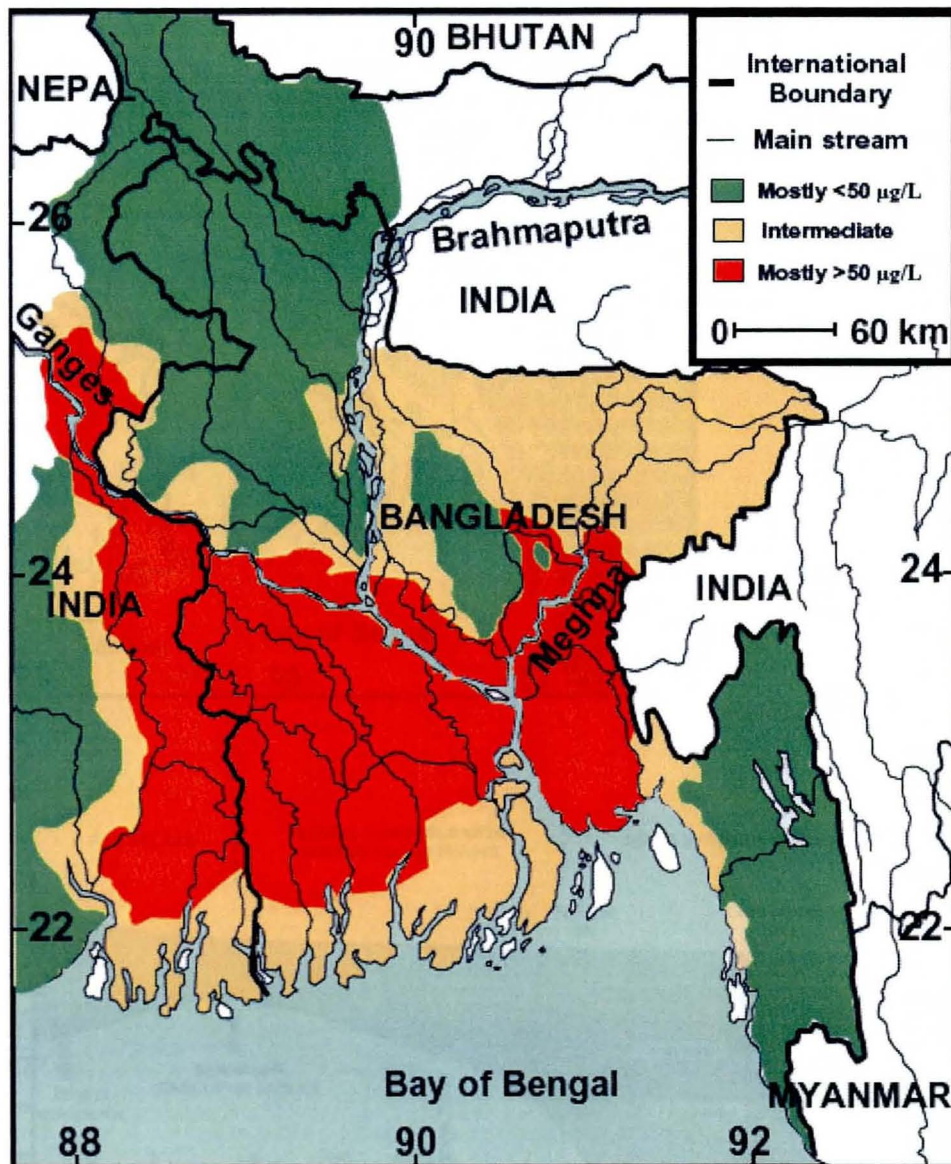 90
BHUTAN
NEPA
International
Boundary
Main stream
Mostly <50 µg/L
Intermediate
Mostly >50 µg/L
0
60 km
26
Brahmaputra
INDIA
Ganges
BANGLADESH
24
INDIA
Meghna
INDIA
24
22
22
Bay of Bengal
MYANMAR
88
90
92